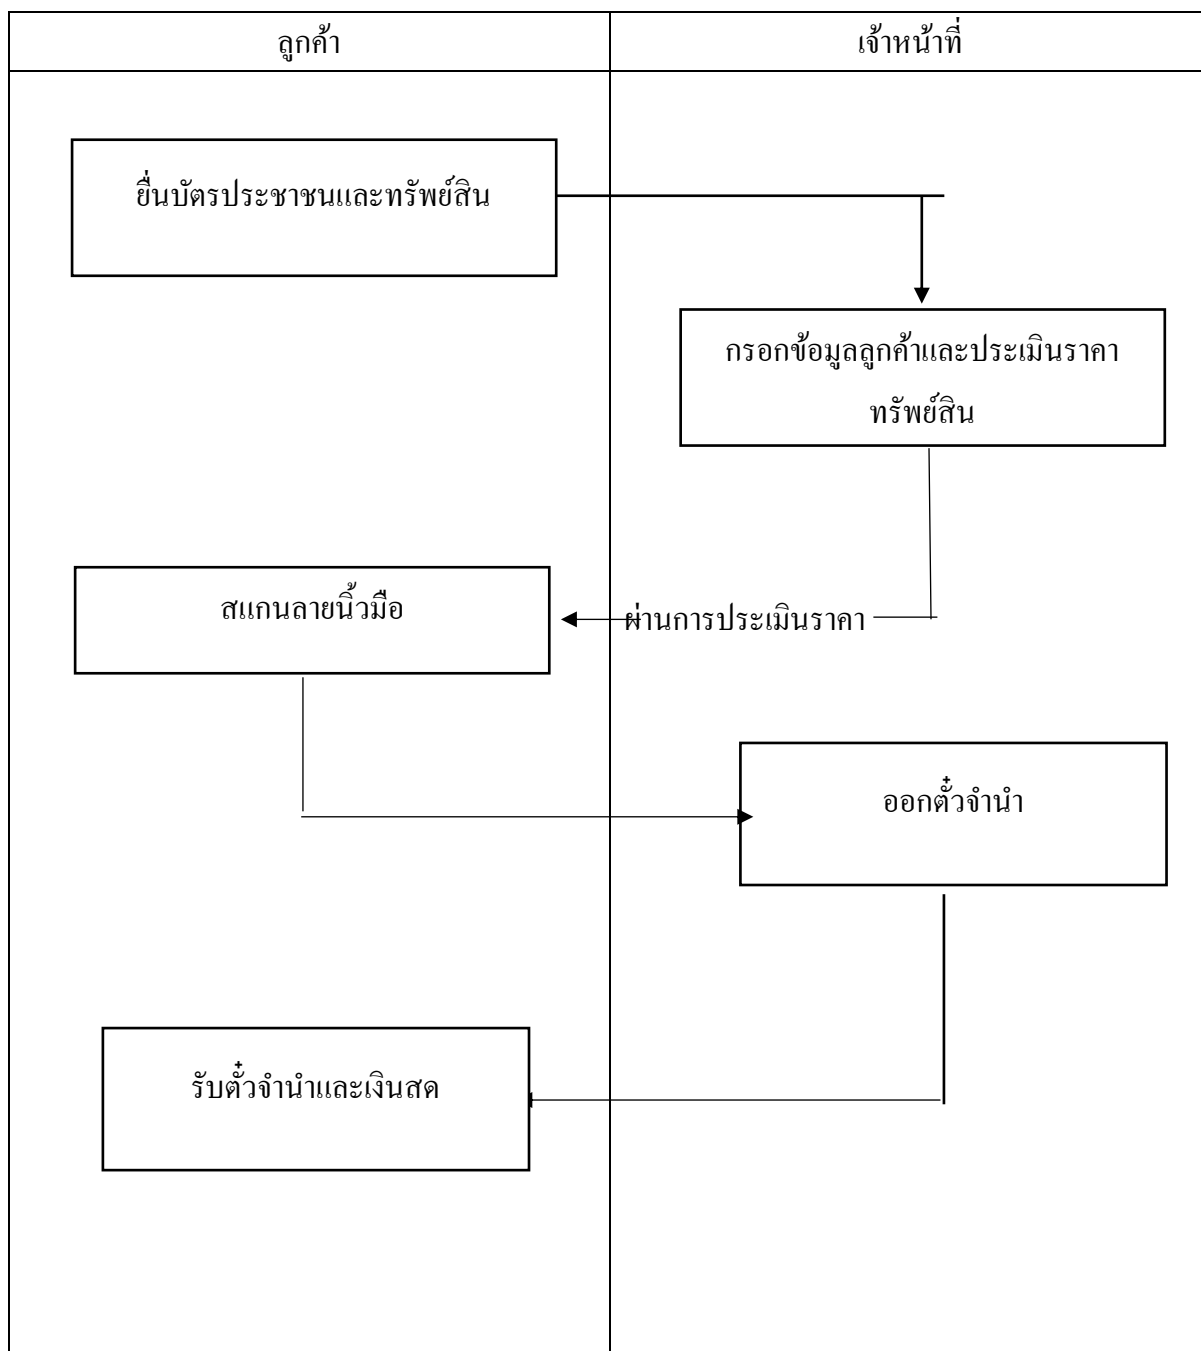 ลูกค้า
เจ้าหน้าที่
ยื่นบัตรประชาชนและทรัพย์สิน
กรอกข้อมูลลูกค้าและประเมินราคา
ทรัพย์สิน
สแกนลายนิ้วมือ
ผ่านการประเมินราคา
ออกตั๋วจำนำ
รับตั๋วจำนำและเงินสด